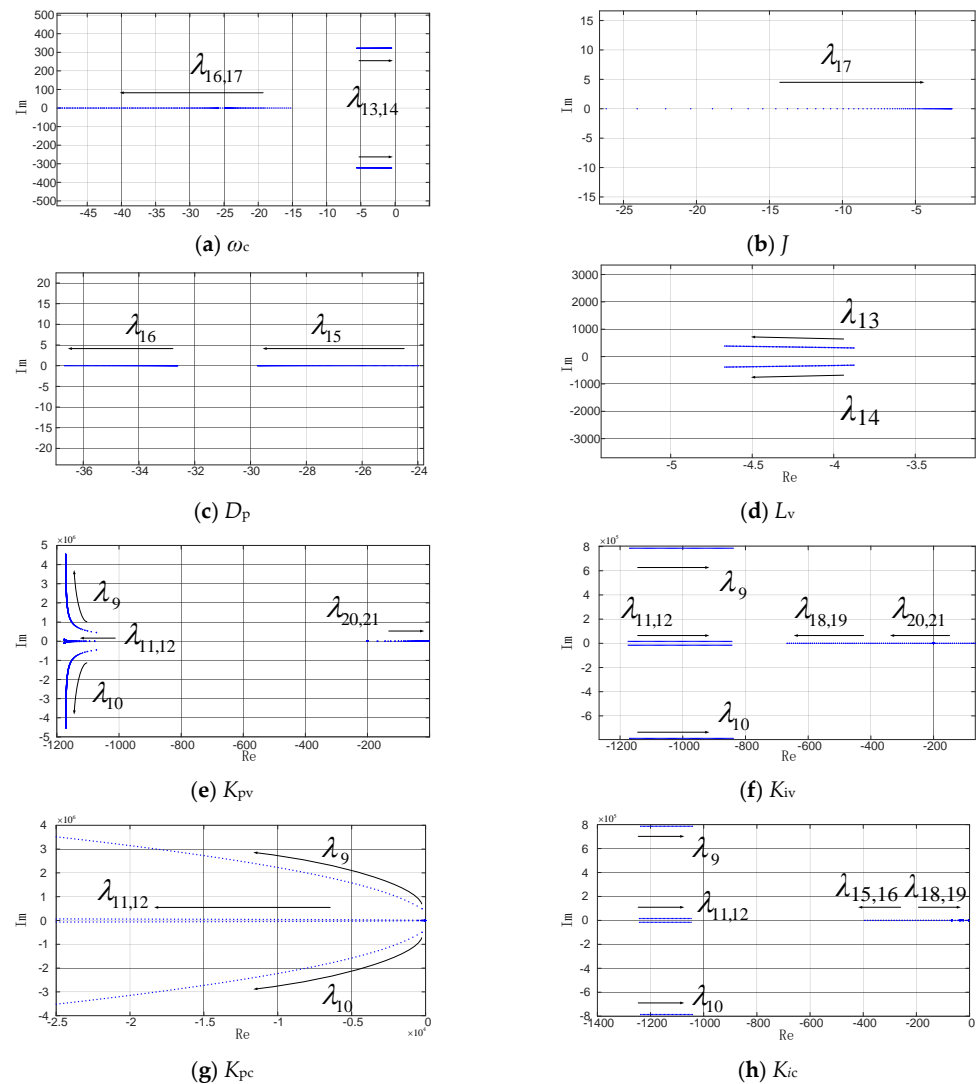 500
400
300
200
100
0
-100
-200
-300
-400
-500
Im
λ16,17
λ13,14
-45 -40 -35 -30 -25 -20 -15 -10 -5 0
(a) ωc
15
10
5
0
-5
-10
-15
Im
λ17
-25 -20 -15 -10 -5
(b) J
20
15
10
5
0
-5
-10
-15
-20
Im
λ16
λ15
-36 -34 -32 -30 -28 -26 -24
(c) Dp
3000
2000
1000
0
-1000
-2000
-3000
Im
λ13
λ14
-5 -4.5 -4 -3.5
Re
(d) Lv
×10⁶
5
4
3
2
1
0
-1
-2
-3
-4
-5
Im
λ9
λ11,12
λ10
λ20,21
-1200 -1000 -800 -600 -400 -200
Re
(e) Kpv
×10⁵
8
6
4
2
0
-2
-4
-6
Im
λ9
λ11,12
λ18,19
λ20,21
λ10
-1200 -1000 -800 -600 -400 -200
Re
(f) Kiv
×10⁶
4
3
2
1
0
-1
-2
-3
-4
Im
λ9
λ11,12
λ10
-2.5 -2 -1.5 -1 -0.5 0
Re
×10⁴
(g) Kpc
×10⁵
8
6
4
2
0
-2
-4
-6
-8
Im
λ9
λ11,12
λ15,16
λ18,19
λ10
-1400 -1200 -1000 -800 -600 -400 -200 0
Re
(h) Kic